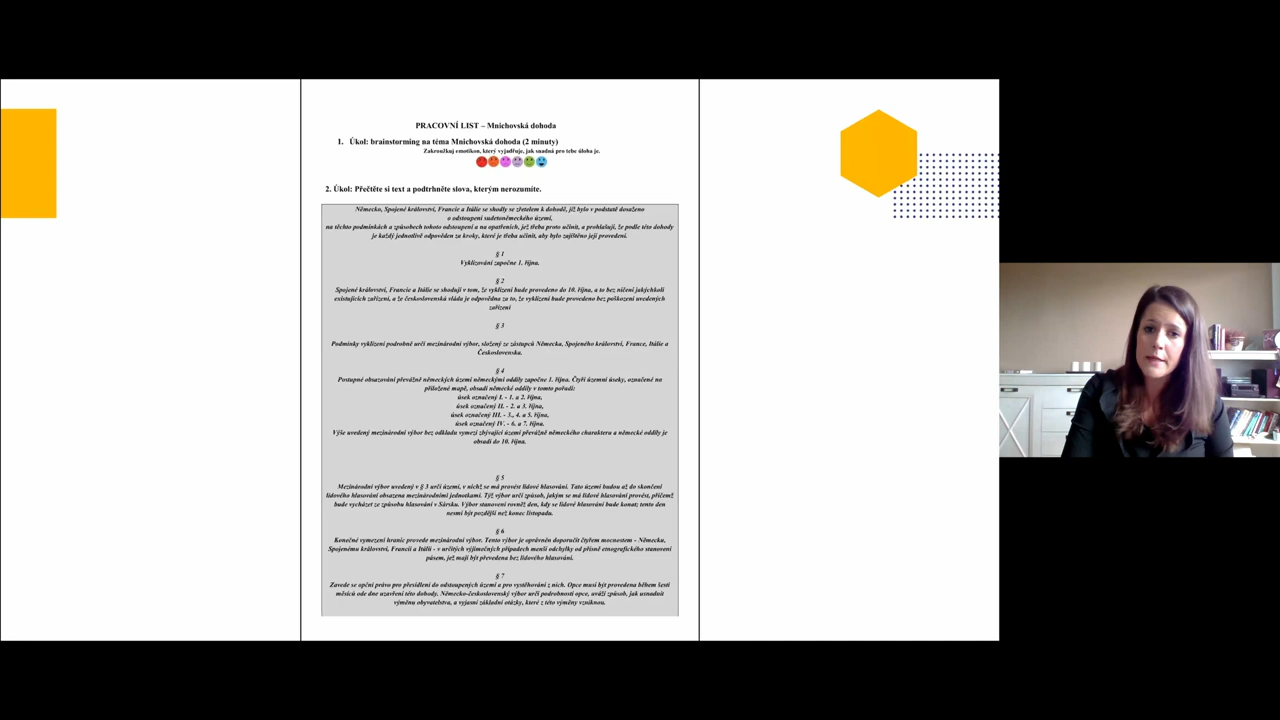 PRACOVNÍ LIST – Mnichovská dohoda
1. Úkol: brainstorming na téma Mnichovská dohoda (2 minuty)
Zakroužkuj emotikon, který vyjadřuje, jak snadná pro tebe úloha je.
2. Úkol: Přečtěte si text a podtrhněte slova, kterým nerozumíte.
Německo, Spojené království, Francie a Itálie se shodly se zřetelem k dohodě, jíž bylo v podstatě dosaženo
o odstoupení sudetoněmeckého území,
na těchto podmínkách a způsobech tohoto odstoupení a na opatřeních, jež třeba proto učinit, a prohlašují, že podle této dohody
je každý jednotlivě odpověden za kroky, které je třeba učinit, aby bylo zajištěno její provedení.
§ 1
Vyklizování započne 1. října.
§ 2
Spojené království, Francie a Itálie se shodují v tom, že vyklizení bude provedeno do 10. října, a to bez ničení jakýchkoli
existujících zařízení, a že československá vláda je odpovědna za to, že vyklizení bude provedeno bez poškození uvedených
zařízení
§ 3
Podmínky vyklizení podrobně určí mezinárodní výbor, složený ze zástupců Německa, Spojeného království, France, Itálie a
Československa.
§ 4
Postupné obsazování převážně německých území německými oddíly započne 1. října. Čtyři územní úseky, označené na
přiložené mapě, obsadí německé oddíly v tomto pořadí:
úsek označený I. - 1. a 2. října,
úsek označený II. - 2. a 3. října,
úsek označený III. - 3., 4. a 5. října,
úsek označený IV. - 6. a 7. října.
Výše uvedený mezinárodní výbor bez odkladu vymezí zbývající území převážně německého charakteru a německé oddíly je
obsadí do 10. října.
§ 5
Mezinárodní výbor uvedený v § 3 určí území, v nichž se má provést lidové hlasování. Tato území budou až do skončení
lidového hlasování obsazena mezinárodními jednotkami. Týž výbor určí způsob, jakým se má lidové hlasování provést, přičemž
bude vycházet ze způsobu hlasování v Sársku. Výbor stanovení rovněž den, kdy se lidové hlasování bude konat; tento den
nesmí být pozdější než konec listopadu.
§ 6
Konečné vymezení hranic provede mezinárodní výbor. Tento výbor je oprávněn doporučit čtyřem mocnostem - Německu,
Spojenému království, Francii a Itálii - v určitých výjimečných případech menší odchylky od přísně etnografického stanovení
pásem, jež mají být převedena bez lidového hlasování.
§ 7
Zavede se opční právo pro přesídlení do odstoupených území a pro vystěhování z nich. Opce musí být provedena během šesti
měsíců ode dne uzavření této dohody. Německo-československý výbor určí podrobnosti opce, uváží způsob, jak usnadnit
výměnu obyvatelstva, a vyjasní základní otázky, které z této výměny vzniknou.